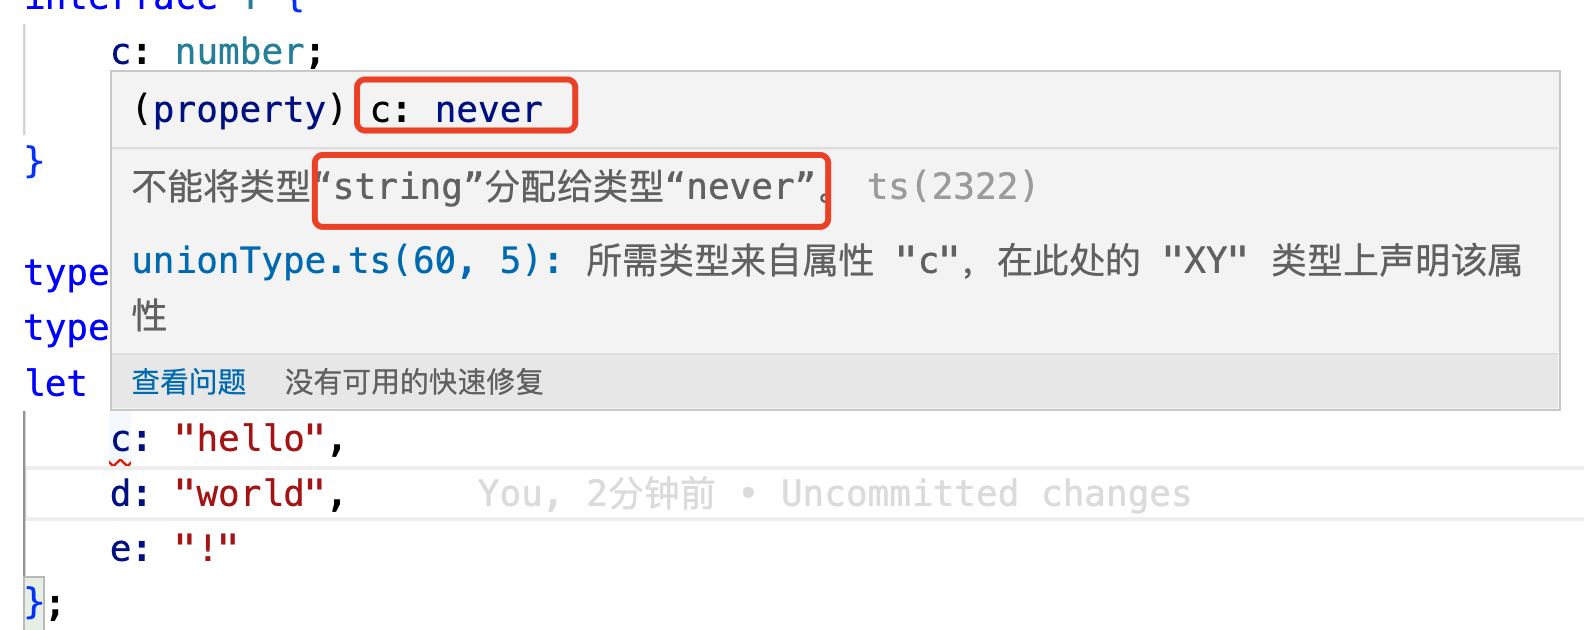 interface Y {
c: number;
(property) c: never
}
不能将类型“string”分配给类型“never”。 ts(2322)
unionType.ts(60, 5): 所需类型来自属性 "c"，在此处的 "XY" 类型上声明该属
性
type
type
let
查看问题 没有可用的快速修复
c: "hello",
d: "world", You, 2分钟前 • Uncommitted changes
e: "!"
};